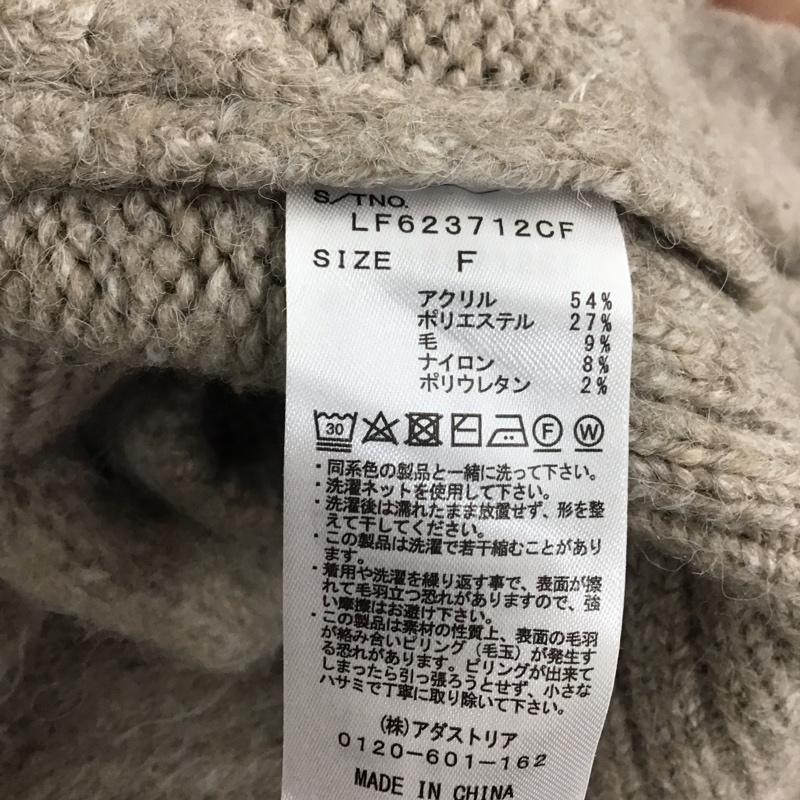 S/TNO.
LF623712CF
SIZE F
アクリル 54%
ポリエステル 27%
毛 9%
ナイロン 8%
ポリウレタン 2%
30 F W
・同系色の製品と一緒に洗って下さい。
・洗濯ネットを使用して下さい。
・洗濯後は濡れたまま放置せず、形を整
えて干してください。
・この製品は洗濯で若干縮むことがあり
ます。
・着用や洗濯を繰り返す事で、表面が擦
れて毛羽立つ恐れがありますので、強
い摩擦はお避け下さい。
・この製品は素材の性質上、表面の毛羽
が絡み合いピリング（毛玉）が発生す
る恐れがあります。ピリングが出来て
しまったら引っ張ろうとせず、小さな
ハサミで丁寧に取り除いて下さい。
(株)アダストリア
0120-601-162
MADE IN CHINA